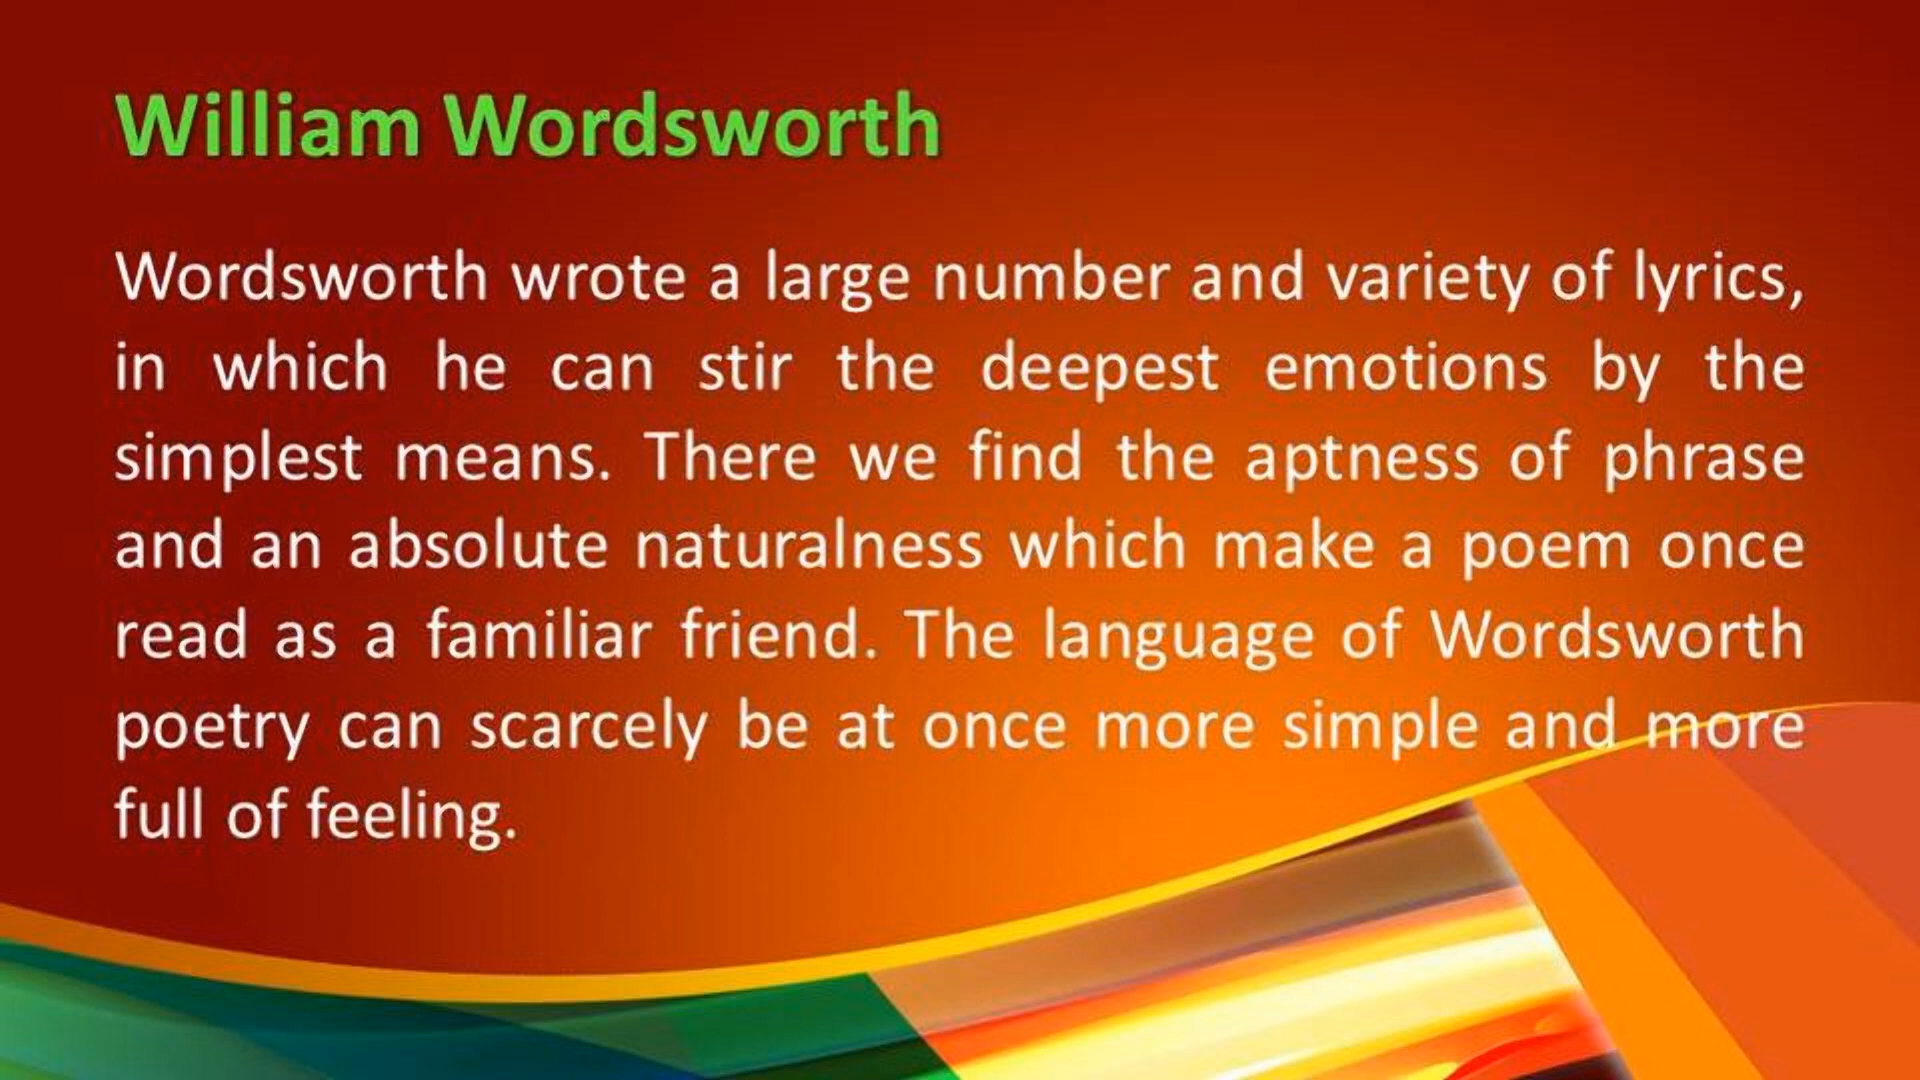 William Wordsworth
Wordsworth wrote a large number and variety of lyrics,
in which he can stir the deepest emotions by the
simplest means. There we find the aptness of phrase
and an absolute naturalness which make a poem once
read as a familiar friend. The language of Wordsworth
poetry can scarcely be at once more simple and more
full of feeling.